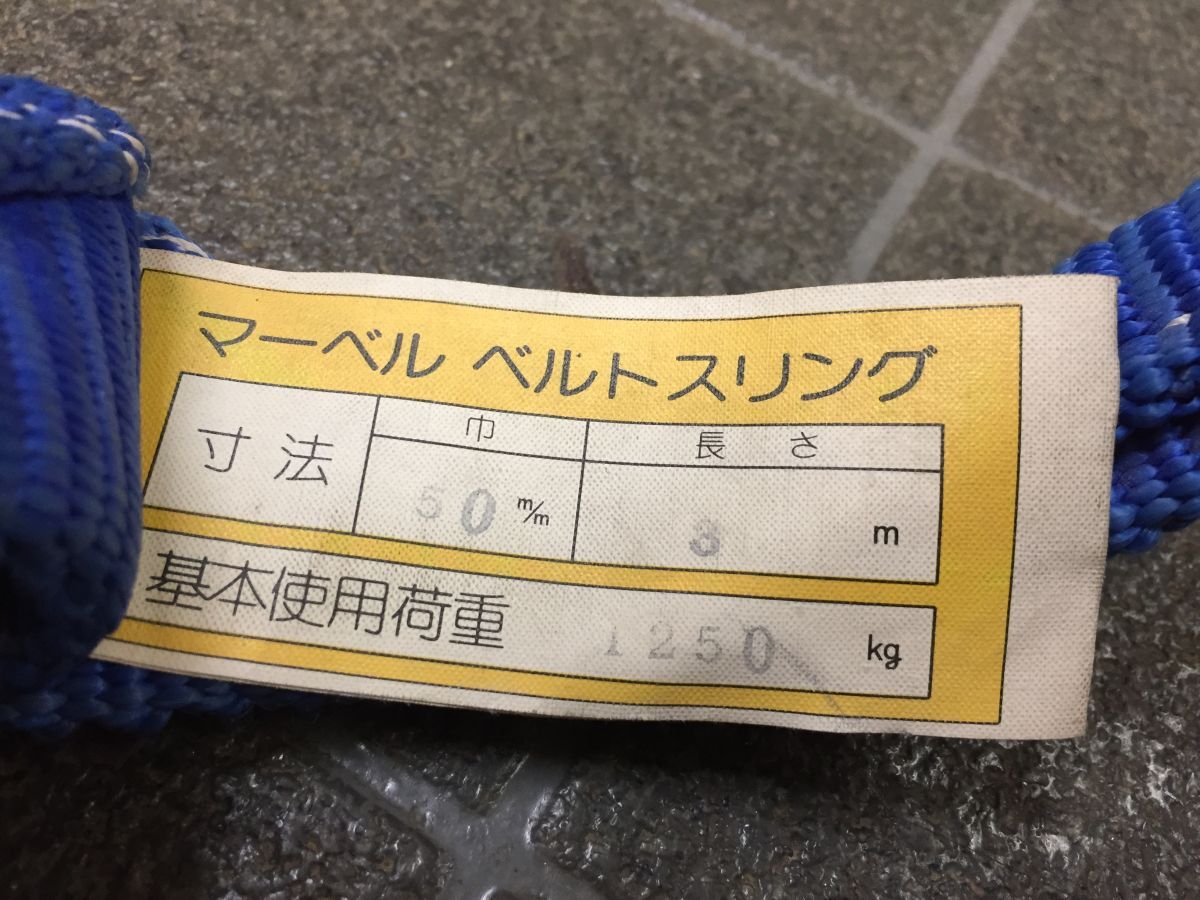 マーベル ベルトスリング
寸法 巾 長さ
50 m/m 3 m
基本使用荷重 1250 kg